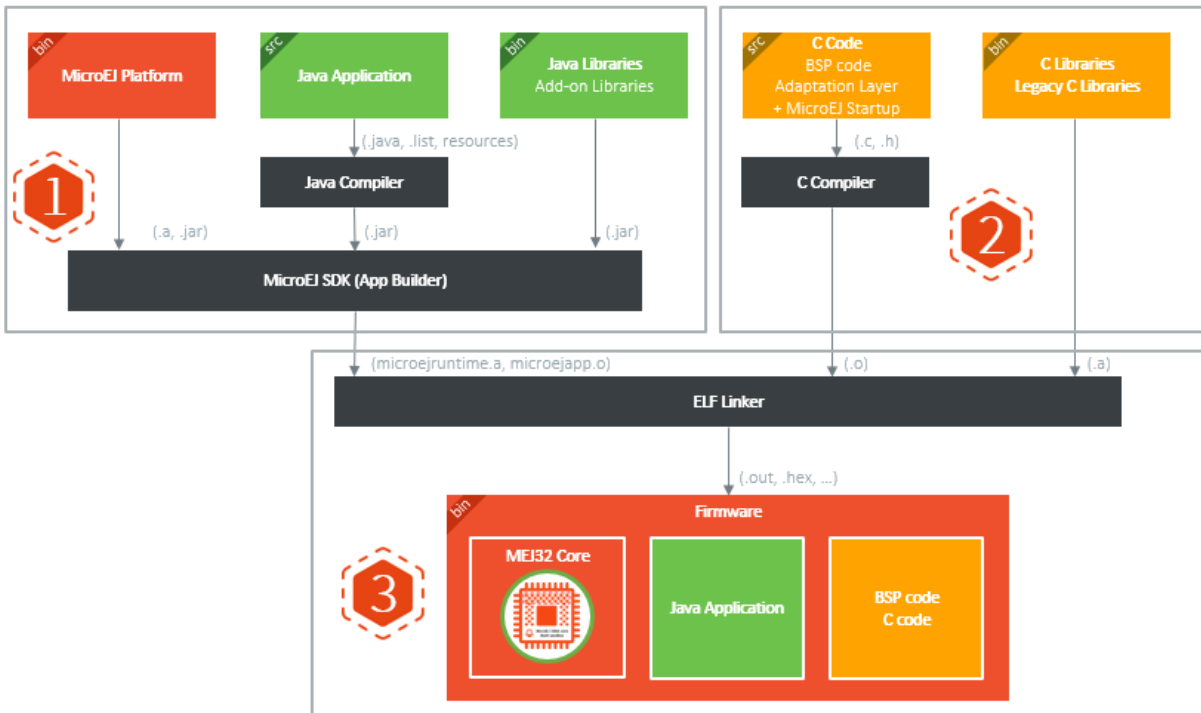 bin
MicroEJ Platform
src
Java Application
bin
Java Libraries
Add-on Libraries
src
C Code
BSP code
Adaptation Layer
+ MicroEJ Startup
bin
C Libraries
Legacy C Libraries
(.java, .list, resources)
(.c, .h)
1
Java Compiler
C Compiler
2
(.a, .jar)
(.jar)
(.jar)
MicroEJ SDK (App Builder)
(microejruntime.a, microejapp.o)
(.o)
(.a)
ELF Linker
(.out, .hex, ...)
bin
Firmware
3
MEJ32 Core
Java Application
BSP code
C code